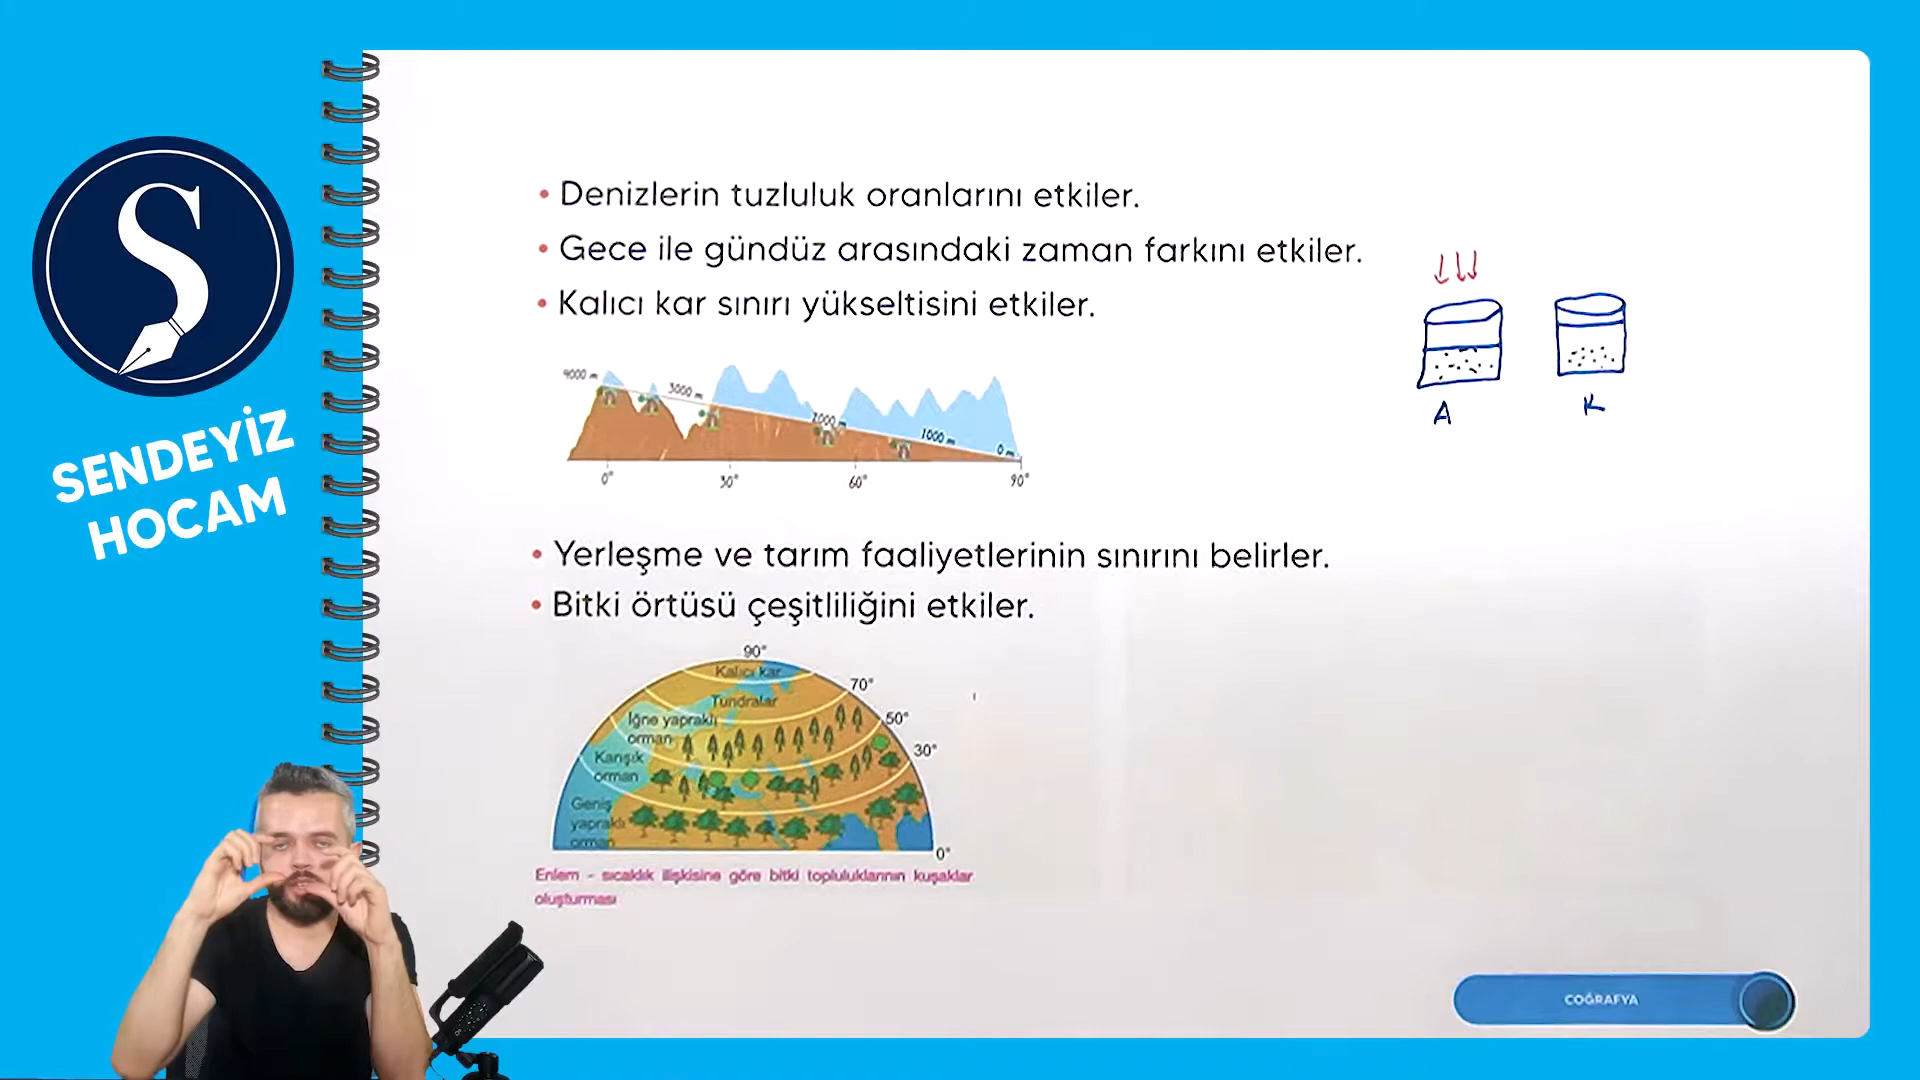 S
SENDEYİZ
HOCAM
• Denizlerin tuzluluk oranlarını etkiler.
• Gece ile gündüz arasındaki zaman farkını etkiler.
• Kalıcı kar sınırı yükseltisini etkiler.
4000 m
3000 m
2000 m
1000 m
0 m
0° 30° 60° 90°
A K
• Yerleşme ve tarım faaliyetlerinin sınırını belirler.
• Bitki örtüsü çeşitliliğini etkiler.
90°
Kalıcı kar
70°
Tundralar
50°
İğne yapraklı
orman
30°
Karışık
orman
Geniş
yapraklı
orman
0°
Enlem - sıcaklık ilişkisine göre bitki topluluklarının kuşaklar
oluşturması
COĞRAFYA